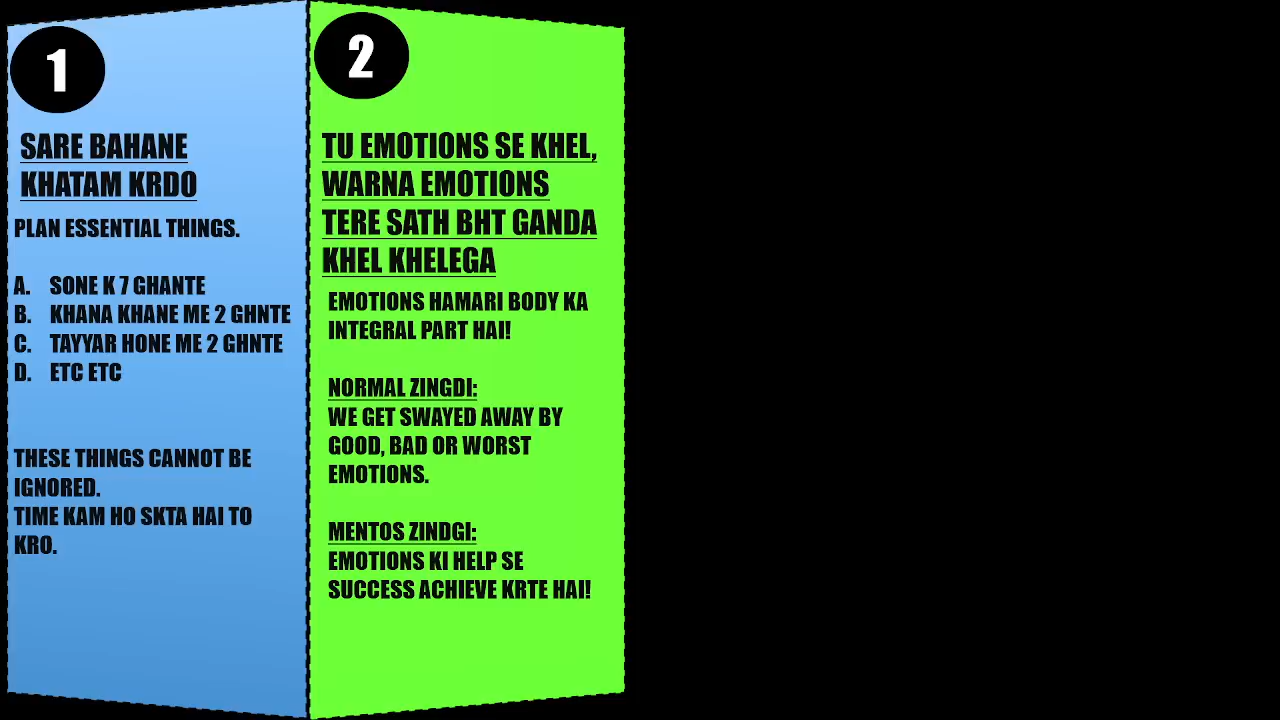 1
SARE BAHANE
KHATAM KRDO
PLAN ESSENTIAL THINGS.
A. SONE K 7 GHANTE
B. KHANA KHANE ME 2 GHNTE
C. TAYYAR HONE ME 2 GHNTE
D. ETC ETC
THESE THINGS CANNOT BE
IGNORED.
TIME KAM HO SKTA HAI TO
KRO.
2
TU EMOTIONS SE KHEL,
WARNA EMOTIONS
TERE SATH BHT GANDA
KHEL KHELEGA
EMOTIONS HAMARI BODY KA
INTEGRAL PART HAI!
NORMAL ZINGDI:
WE GET SWAYED AWAY BY
GOOD, BAD OR WORST
EMOTIONS.
MENTOS ZINDGI:
EMOTIONS KI HELP SE
SUCCESS ACHIEVE KRTE HAI!